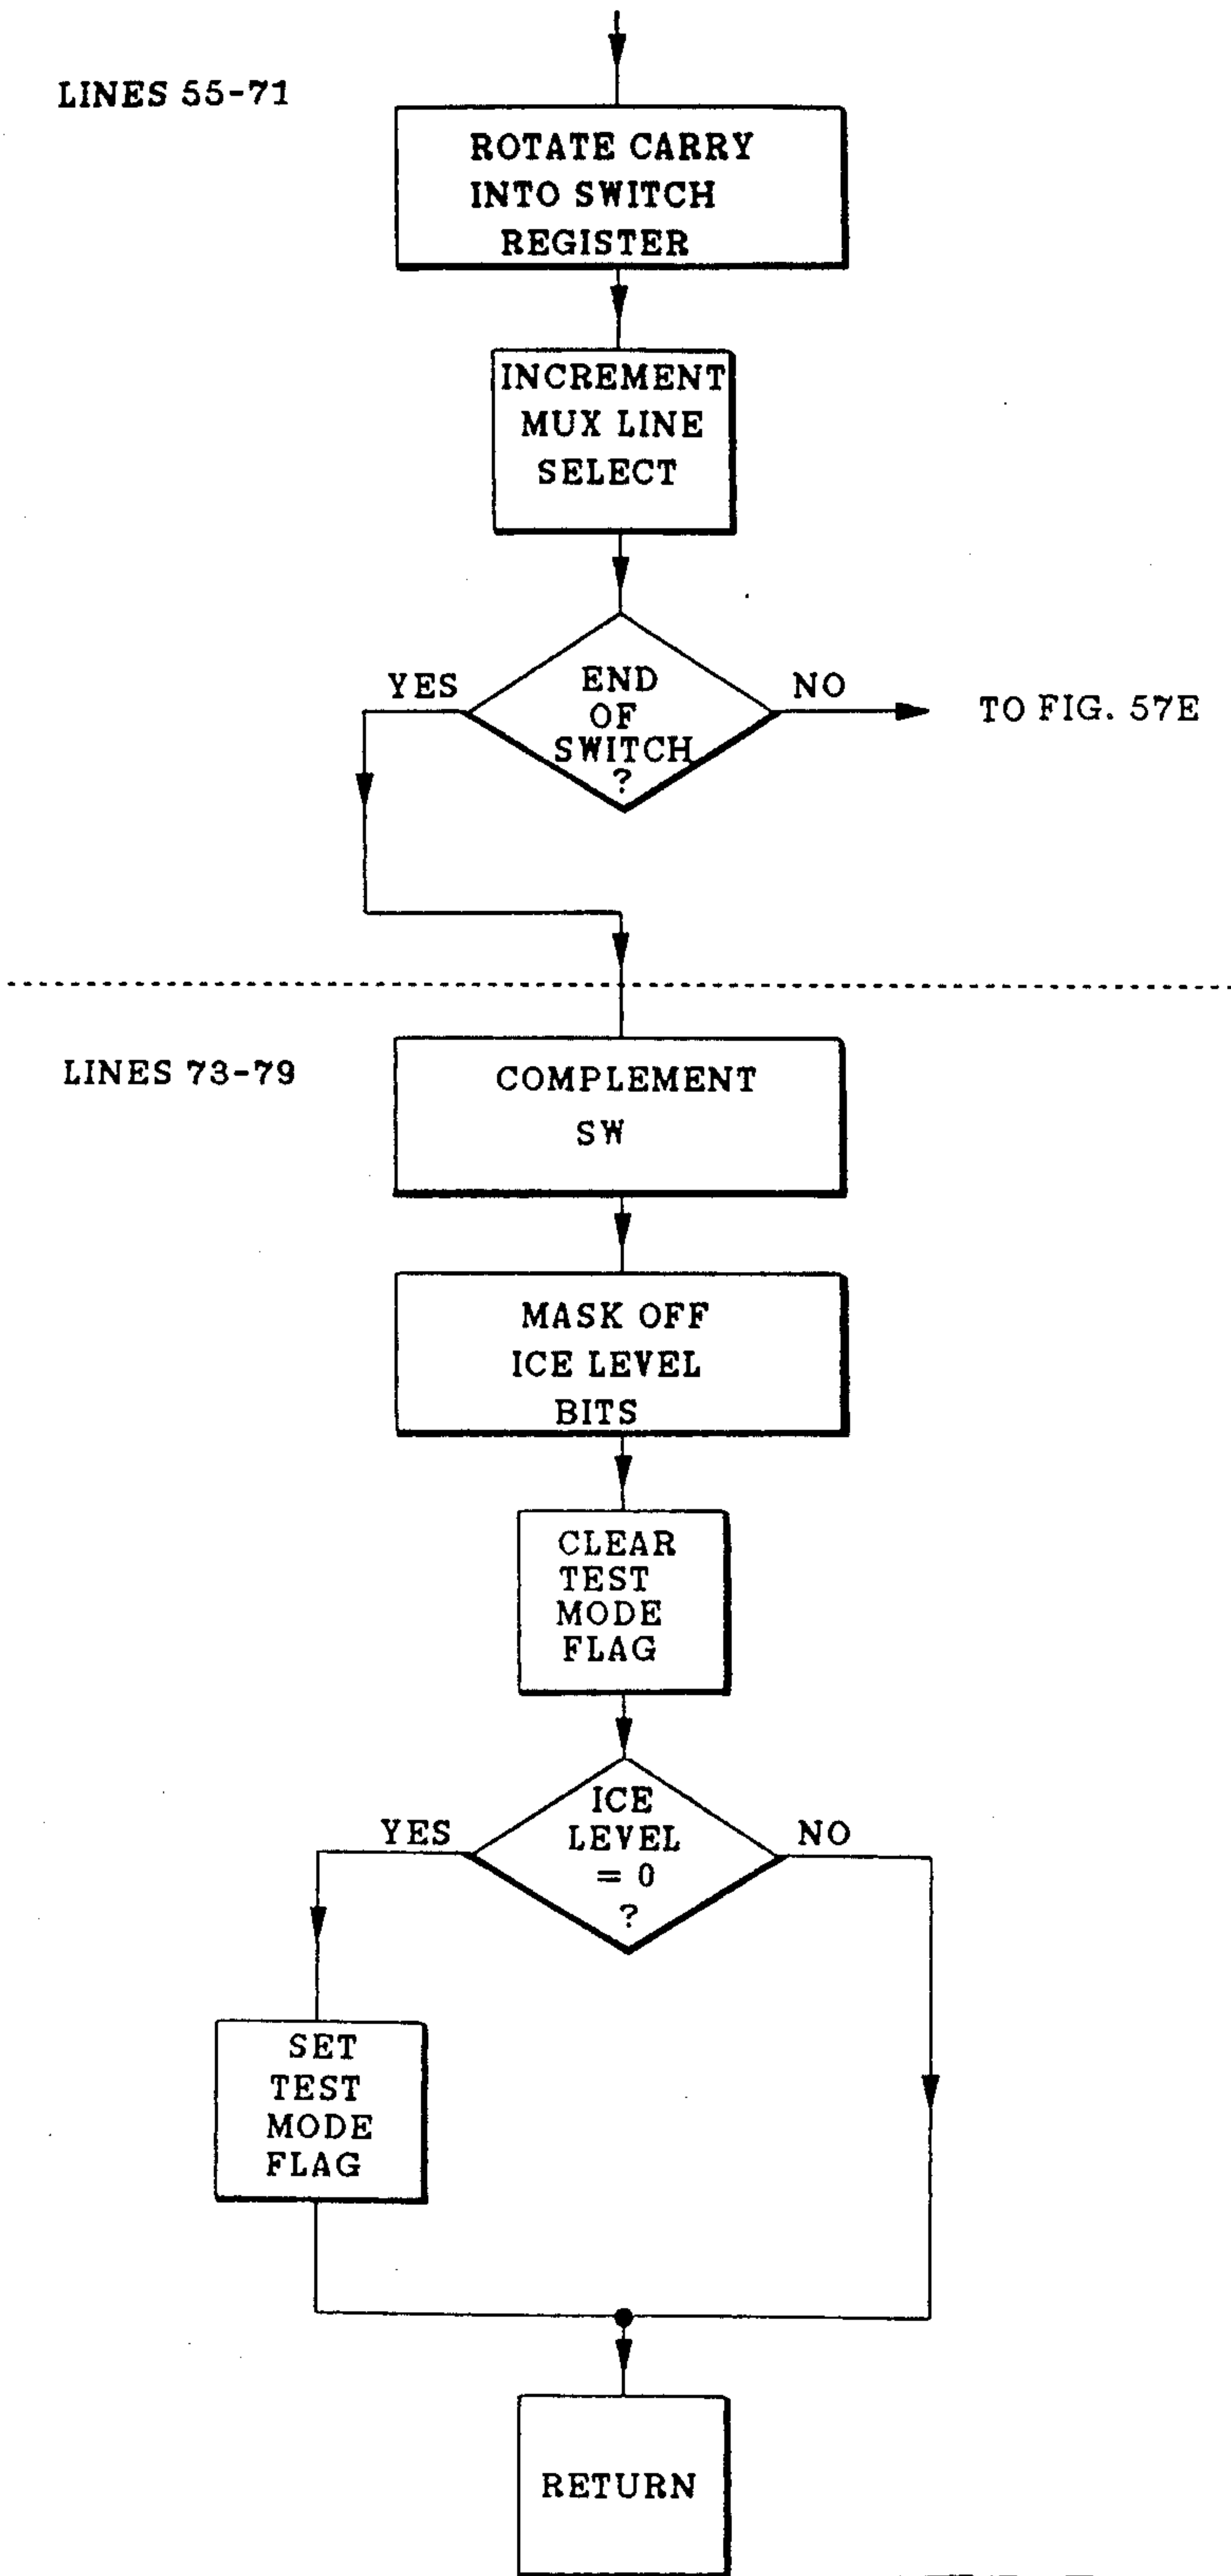 LINES 55-71
ROTATE CARRY
INTO SWITCH
REGISTER
INCREMENT
MUX LINE
SELECT
YES
END
OF
SWITCH
?
NO
TO FIG. 57E
LINES 73-79
COMPLEMENT
SW
MASK OFF
ICE LEVEL
BITS
CLEAR
TEST
MODE
FLAG
YES
ICE
LEVEL
= 0
?
NO
SET
TEST
MODE
FLAG
RETURN